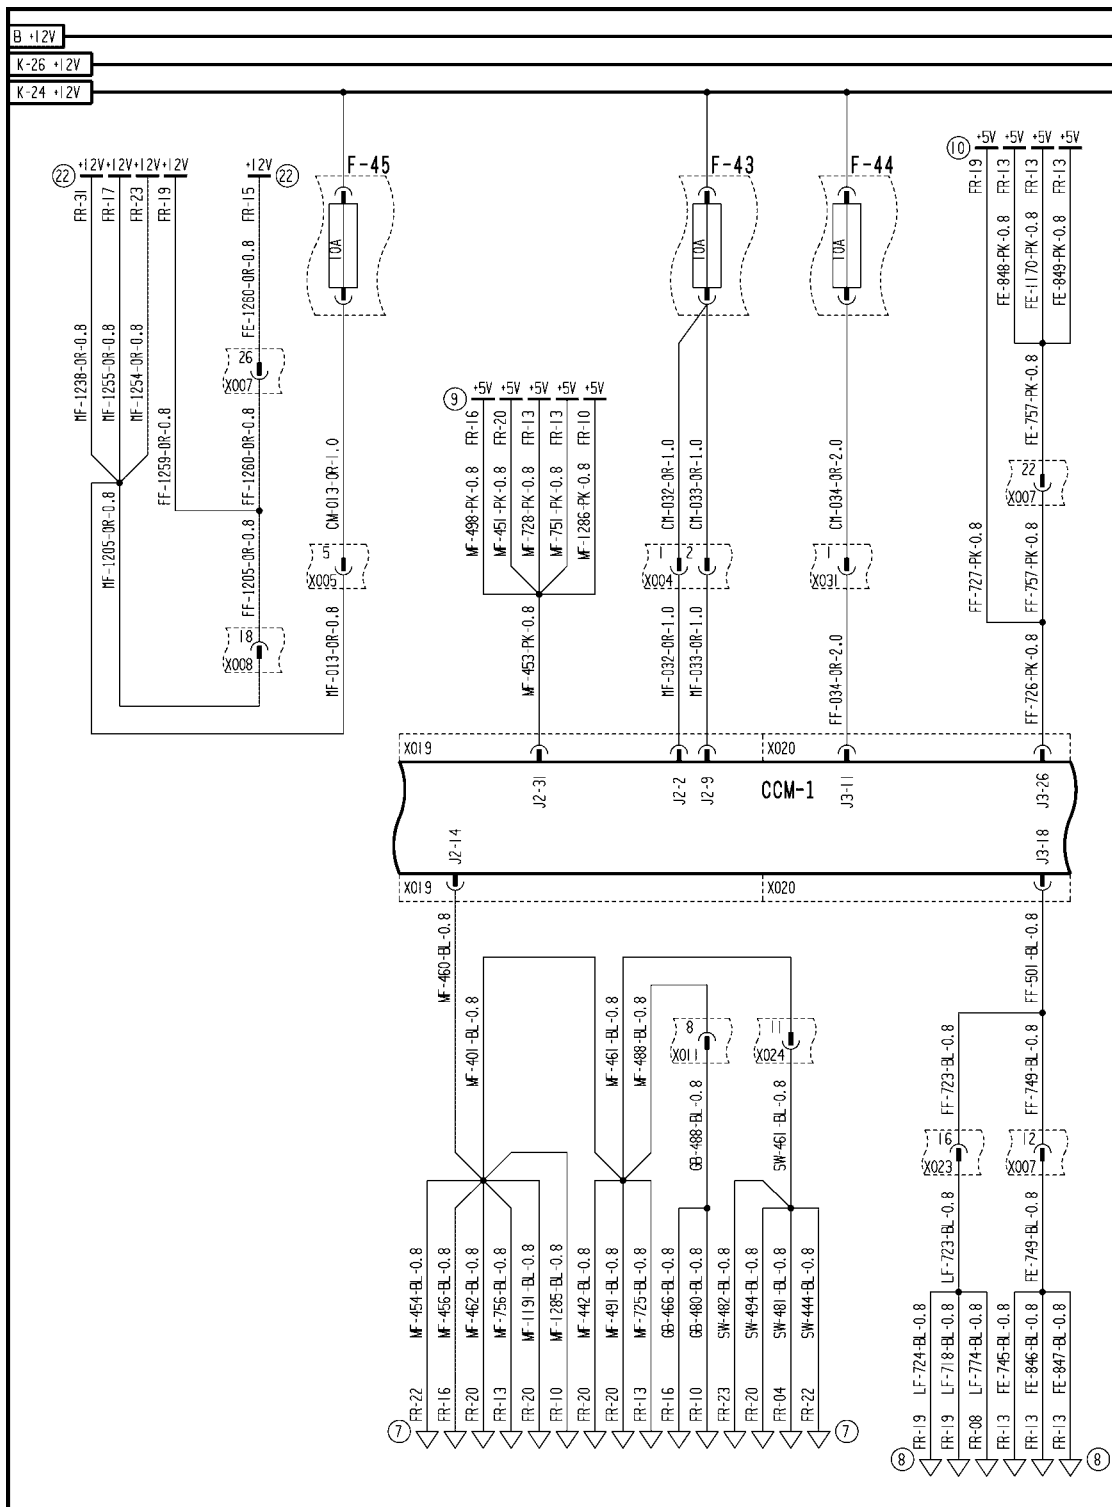 B +12V
K-26 +12V
K-24 +12V
22
+12V
+12V
+12V
+12V
+12V
22
F-45
F-43
F-44
10
+5V
+5V
+5V
+5V
FR-31
FR-17
FR-23
FR-19
FR-15
FR-19
FR-13
FR-13
FR-13
10A
10A
10A
FE-1260-OR-0.8
FE-848-PK-0.8
FE-1170-PK-0.8
FE-849-PK-0.8
MF-1238-OR-0.8
MF-1255-OR-0.8
MF-1254-OR-0.8
26
X007
9
+5V
+5V
+5V
+5V
+5V
FR-16
FR-20
FR-13
FR-13
FR-10
FE-757-PK-0.8
FF-1259-OR-0.8
FF-1260-OR-0.8
CM-013-OR-1.0
MF-498-PK-0.8
MF-451-PK-0.8
MF-728-PK-0.8
MF-751-PK-0.8
MF-1286-PK-0.8
CM-032-OR-1.0
CM-033-OR-1.0
CM-034-OR-2.0
22
X007
MF-1205-OR-0.8
FF-1205-OR-0.8
5
X005
1
2
X004
1
X031
FF-727-PK-0.8
FF-757-PK-0.8
18
X008
MF-013-OR-0.8
MF-453-PK-0.8
MF-032-OR-1.0
MF-033-OR-1.0
FF-034-OR-2.0
FF-726-PK-0.8
X019
X020
J2-31
J2-2
J2-9
CCM-1
J3-11
J3-26
J2-14
J3-18
X019
X020
MF-460-BL-0.8
FF-501-BL-0.8
MF-401-BL-0.8
MF-461-BL-0.8
MF-488-BL-0.8
8
X011
11
X024
FF-723-BL-0.8
FF-749-BL-0.8
GB-488-BL-0.8
SW-461-BL-0.8
16
X023
12
X007
LF-723-BL-0.8
FE-749-BL-0.8
MF-454-BL-0.8
MF-456-BL-0.8
MF-462-BL-0.8
MF-756-BL-0.8
MF-1191-BL-0.8
MF-1285-BL-0.8
MF-442-BL-0.8
MF-491-BL-0.8
MF-725-BL-0.8
GB-466-BL-0.8
GB-480-BL-0.8
SW-482-BL-0.8
SW-494-BL-0.8
SW-481-BL-0.8
SW-444-BL-0.8
LF-724-BL-0.8
LF-718-BL-0.8
LF-774-BL-0.8
FE-745-BL-0.8
FE-846-BL-0.8
FE-847-BL-0.8
7
FR-22
FR-16
FR-20
FR-13
FR-20
FR-10
FR-20
FR-20
FR-13
FR-16
FR-10
FR-23
FR-20
FR-04
FR-22
7
8
FR-19
FR-19
FR-08
FR-13
FR-13
FR-13
8